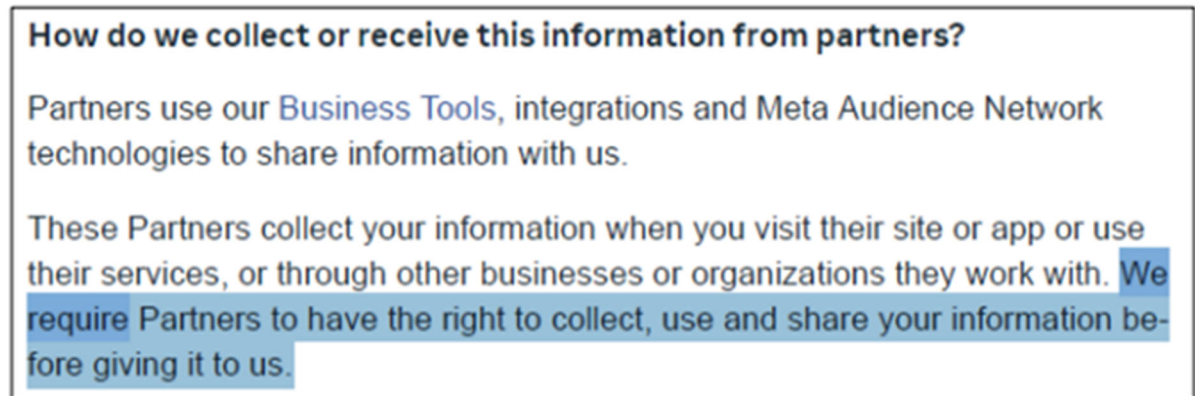 How do we collect or receive this information from partners?
Partners use our Business Tools, integrations and Meta Audience Network
technologies to share information with us.
These Partners collect your information when you visit their site or app or use
their services, or through other businesses or organizations they work with. We
require Partners to have the right to collect, use and share your information be-
fore giving it to us.